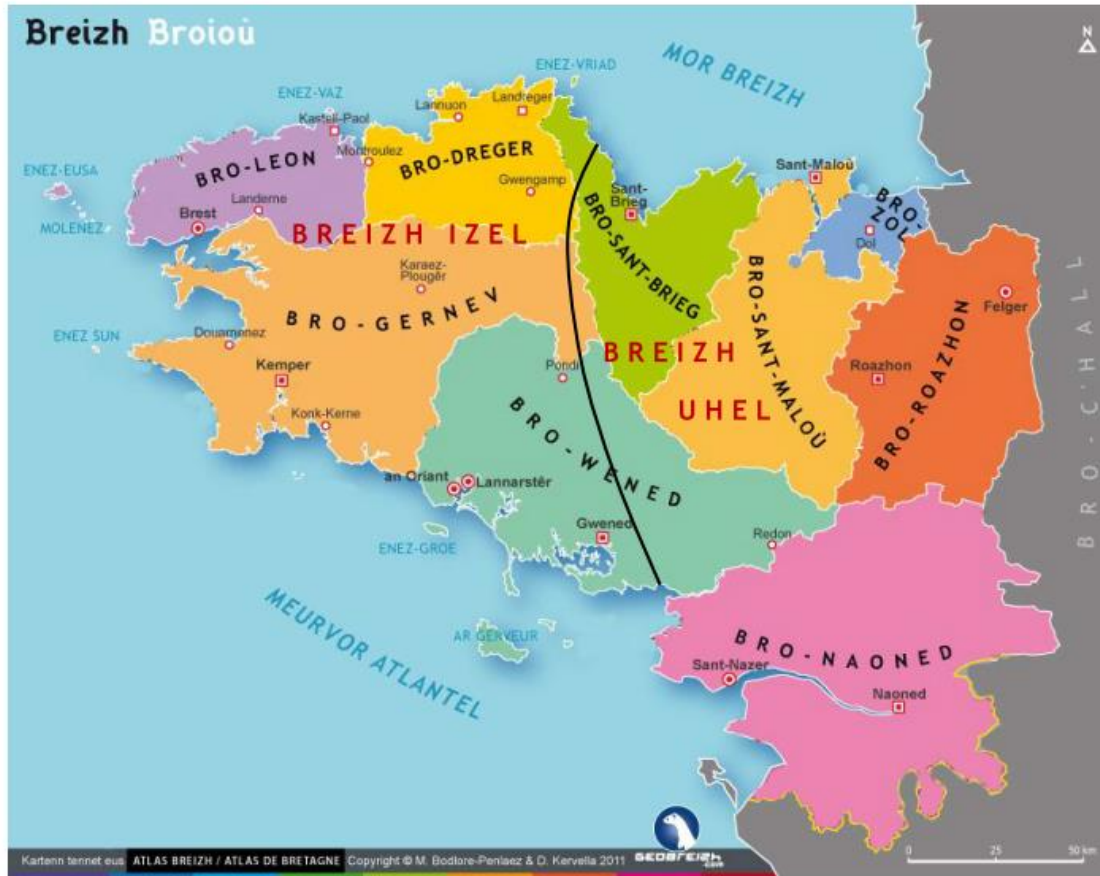 Breizh Broioù
N
MOR BREIZH
ENEZ-VRIAD
ENEZ-VAZ
Lannuon
Landreger
Kastell-Paol
Montroulez
BRO-LEON
BRO-DREGER
Gwengamp
ENEZ-EUSA
MOLENEZ
Landerne
Brest
BREIZH IZEL
Sant-Brieg
BRO-SANT-BRIEG
Sant-Maloù
BRO-ZOL
Dol
Karaez-Plougêr
BRO-GERNEV
BRO-SANT-MALOÙ
Felger
BRO-C'HALL
Douarnenez
ENEZ SUN
Kemper
Konk-Kerne
Pondi
BREIZH
UHEL
Roazhon
BRO-ROAZHON
BRO-WENED
an Oriant
Lannarstêr
Gwened
Redon
ENEZ-GROE
AR GERVEUR
MEURVOR ATLANTEL
BRO-NAONED
Sant-Nazer
Naoned
Kartenn tennet eus ATLAS BREIZH / ATLAS DE BRETAGNE Copyright © M. Bodlore-Penlaez & D. Kervella 2011
GEOBREIZH
.com
0 25 50 km